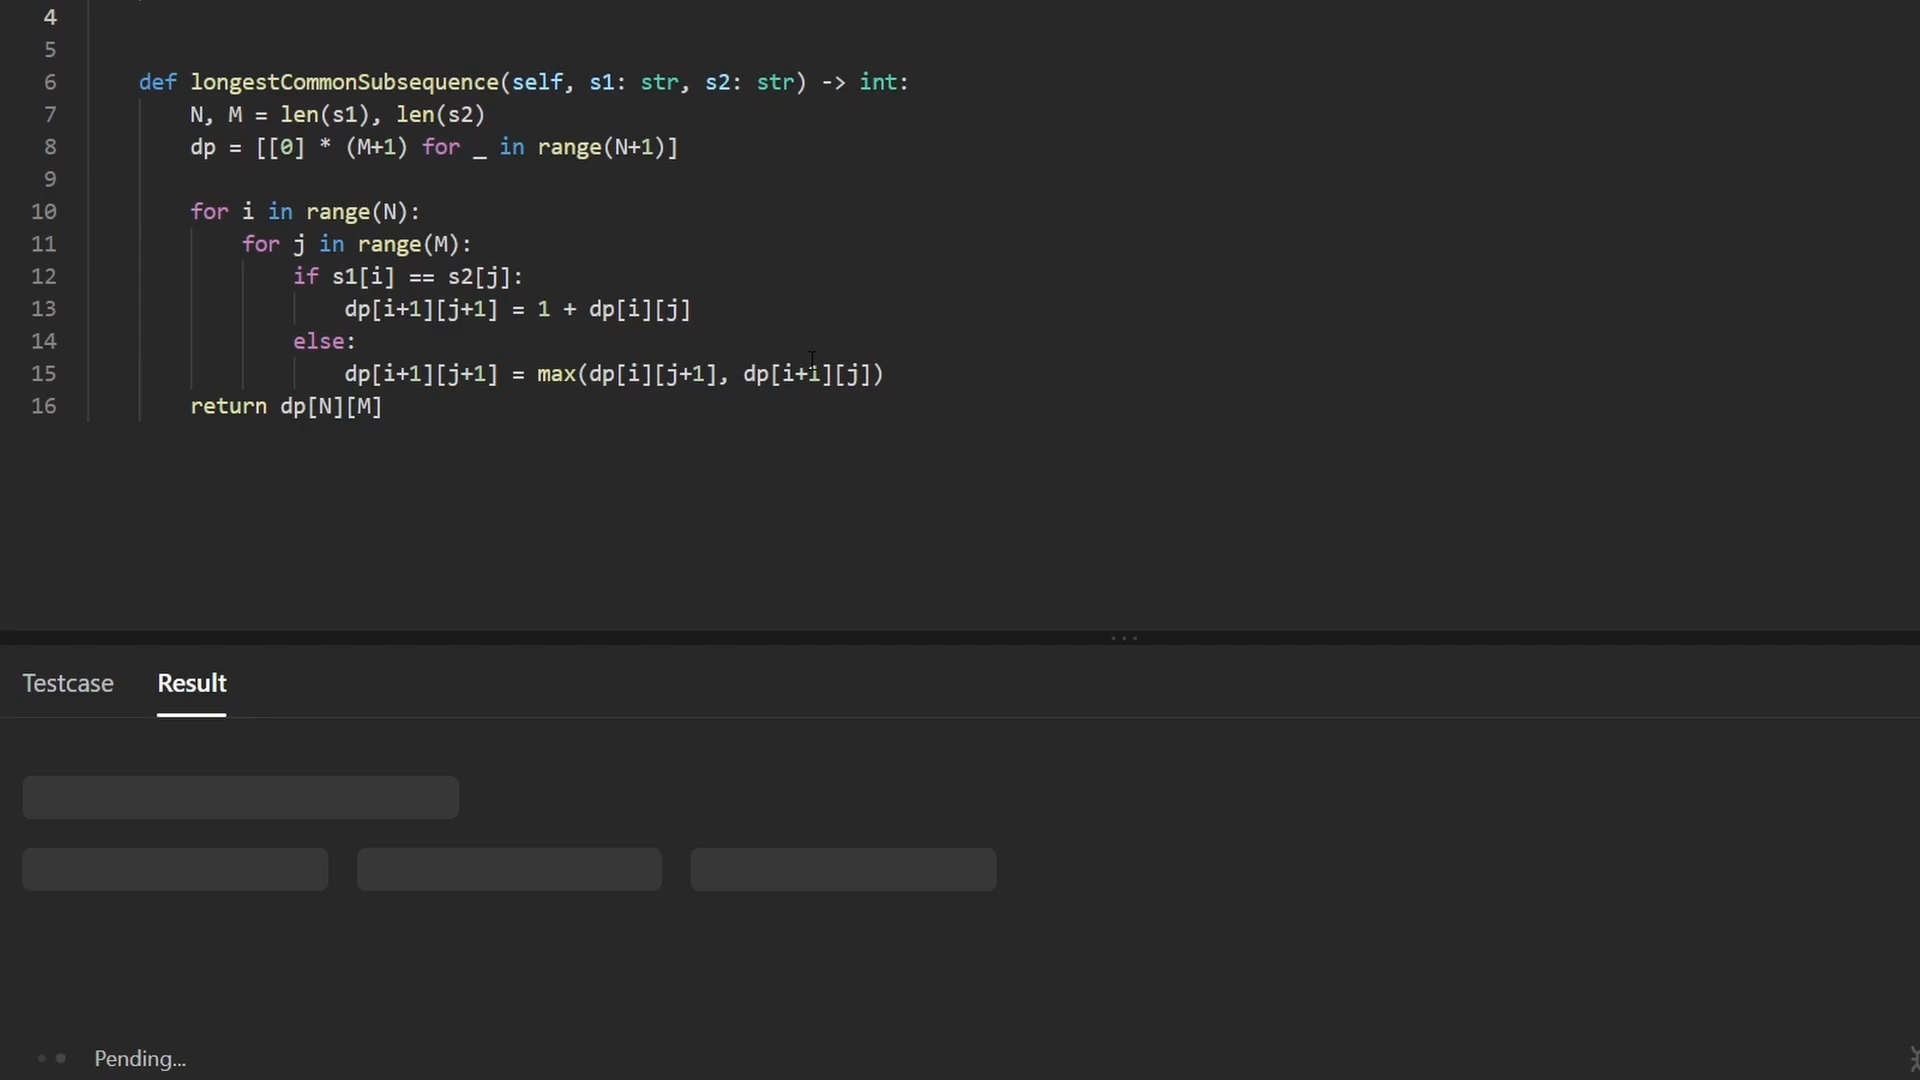 4
5
6 def longestCommonSubsequence(self, s1: str, s2: str) -> int:
7 N, M = len(s1), len(s2)
8 dp = [[0] * (M+1) for _ in range(N+1)]
9
10 for i in range(N):
11 for j in range(M):
12 if s1[i] == s2[j]:
13 dp[i+1][j+1] = 1 + dp[i][j]
14 else:
15 dp[i+1][j+1] = max(dp[i][j+1], dp[i+1][j])
16 return dp[N][M]
Testcase Result
Pending...